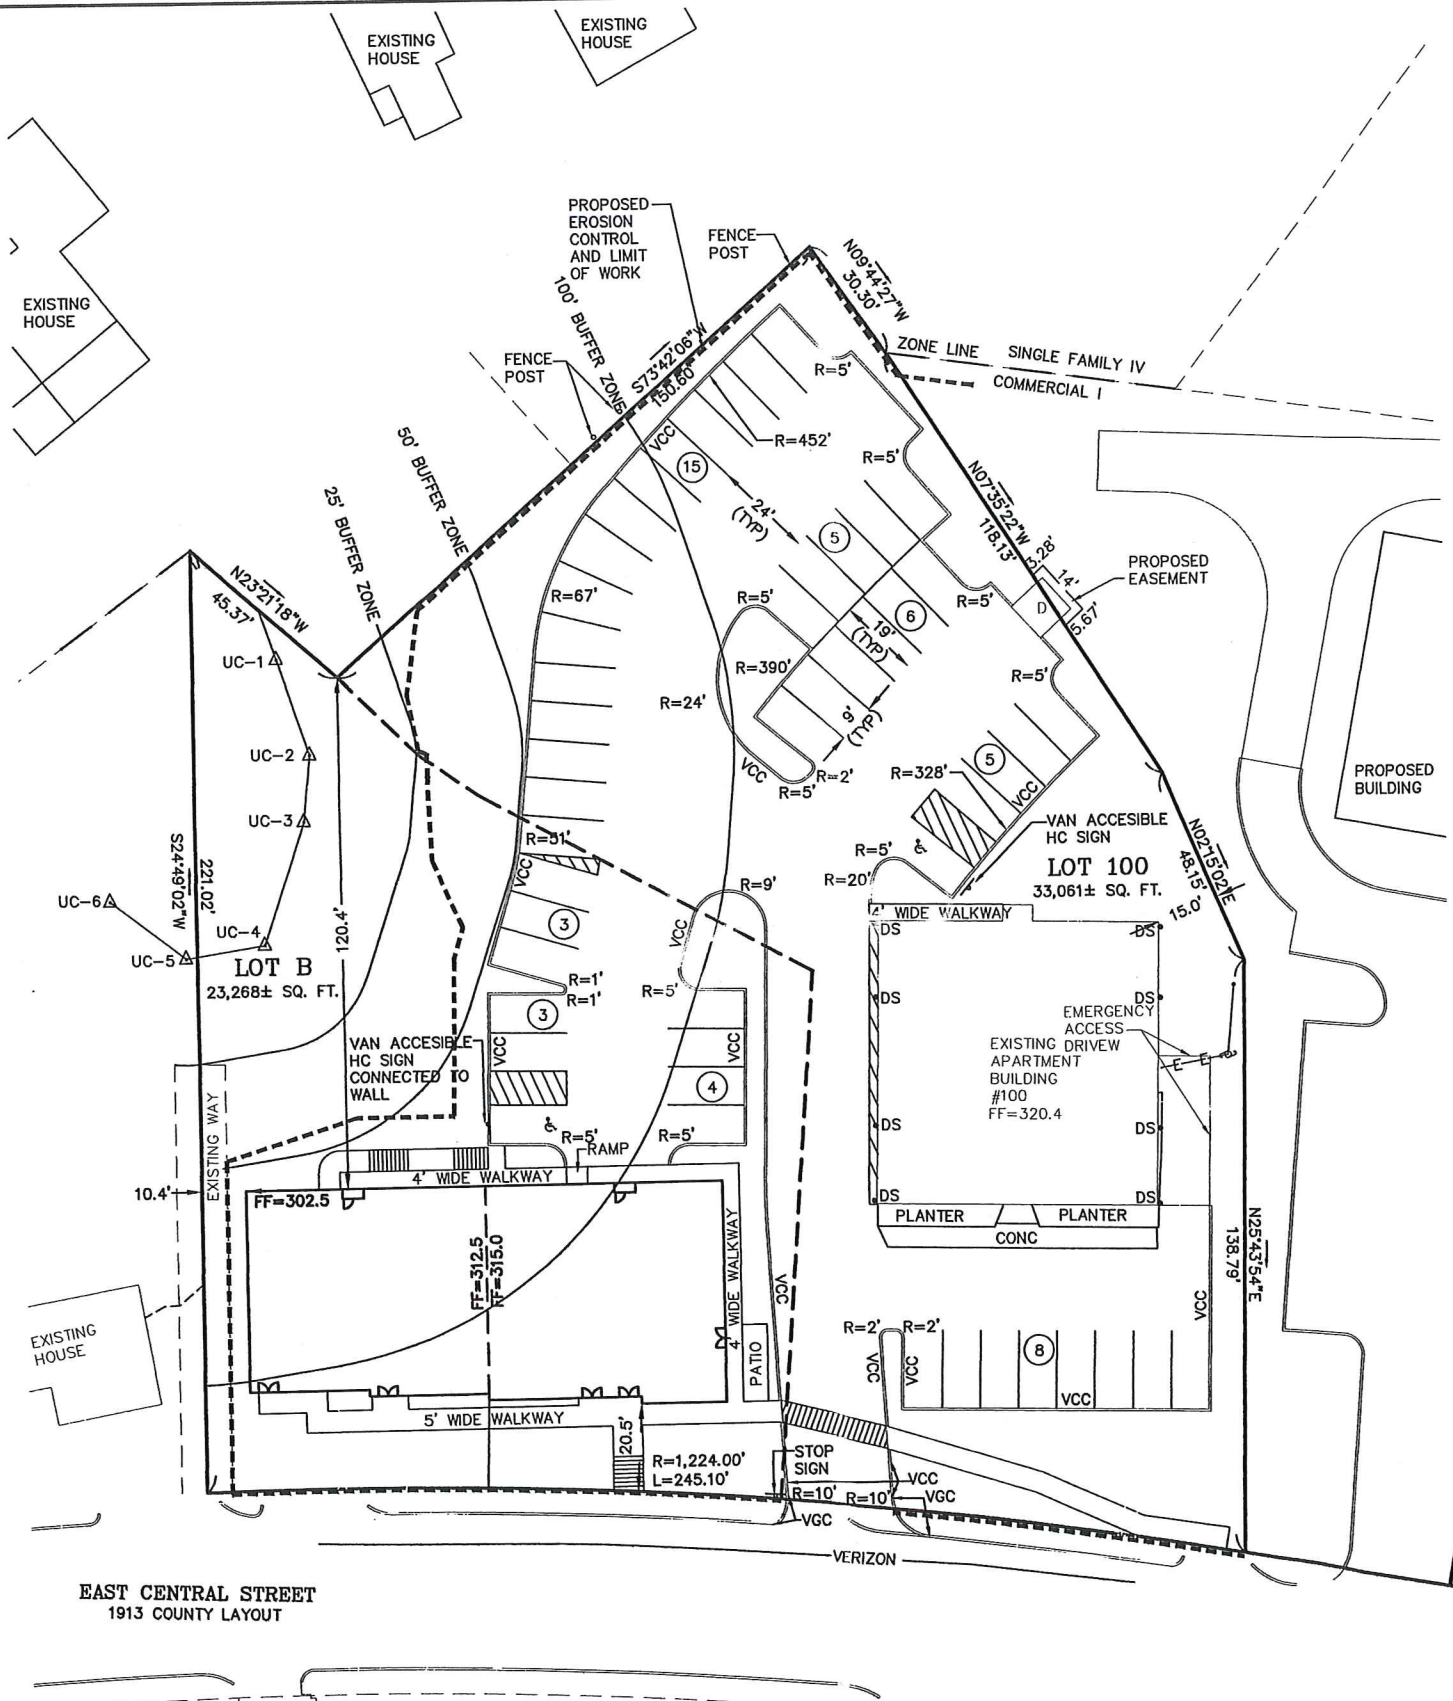 EXISTING
HOUSE
EXISTING
HOUSE
EXISTING
HOUSE
PROPOSED
EROSION
CONTROL
AND LIMIT
OF WORK
FENCE
POST
N09°44'27"W
30.30'
ZONE LINE
SINGLE FAMILY IV
COMMERCIAL I
100' BUFFER ZONE
S73°42'06"W
150.60'
FENCE
POST
R=5'
R=452'
VCC
15
R=5'
50' BUFFER ZONE
25' BUFFER ZONE
24'
(TYP)
5
N07°35'22"W
118.13'
5.28'
14'
PROPOSED
EASEMENT
D
5.67'
N23°21'18"W
45.37'
R=67'
R=5'
R=5'
6
19'
(TYP)
UC-1
R=390'
R=5'
R=24'
9'
(TYP)
UC-2
VCC
R=2'
R=5'
R=328'
5
VCC
PROPOSED
BUILDING
UC-3
R=51'
VCC
VAN ACCESIBLE
HC SIGN
R=5'
R=20'
LOT 100
33,061± SQ. FT.
N02°15'02"E
48.15'
15.0'
S24°49'02"W
221.02'
UC-6
R=9'
4' WIDE WALKWAY
DS
DS
3
VCC
120.4'
UC-4
UC-5
LOT B
23,268± SQ. FT.
R=1'
R=1'
R=5'
DS
DS
3
VCC
VCC
EMERGENCY
ACCESS
DRIVEW
EXISTING
APARTMENT
BUILDING
#100
FF=320.4
E
E
VAN ACCESIBLE
HC SIGN
CONNECTED TO
WALL
4
DS
DS
R=5'
R=5'
RAMP
EXISTING WAY
4' WIDE WALKWAY
10.4'
FF=302.5
DS
DS
PLANTER
PLANTER
CONC
4' WIDE WALKWAY
FF=312.5
FF=315.0
N25°43'54"E
138.79'
VCC
VCC
EXISTING
HOUSE
R=2'
R=2'
8
PATIO
VCC
VCC
VCC
5' WIDE WALKWAY
20.5'
R=1,224.00'
L=245.10'
STOP
SIGN
VCC
R=10'
R=10'
VGC
VGC
VERIZON
EAST CENTRAL STREET
1913 COUNTY LAYOUT